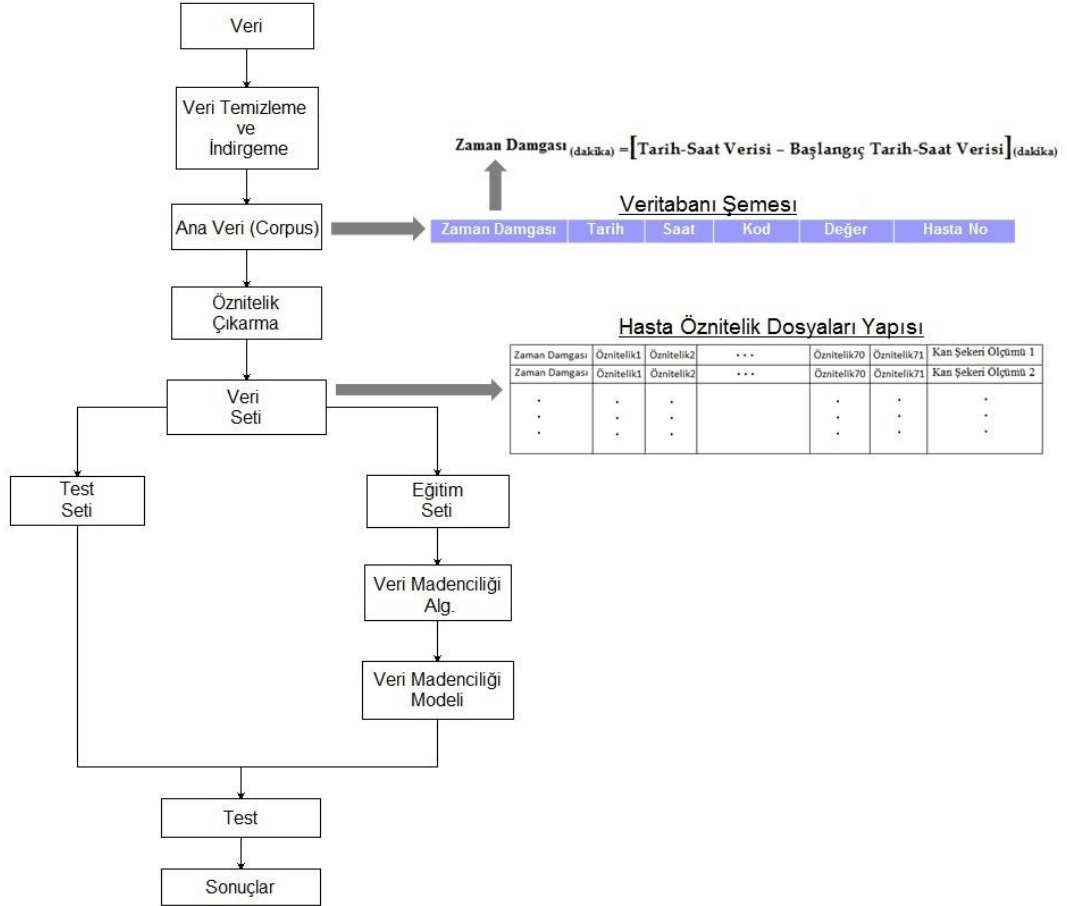 Veri
Veri Temizleme
ve
İndirgeme
Zaman Damgası (dakika) =[Tarih-Saat Verisi – Başlangıç Tarih-Saat Verisi](dakika)
Ana Veri (Corpus)
Veritabanı Şeması
Zaman Damgası Tarih Saat Kod Değer Hasta No
Öznitelik
Çıkarma
Hasta Öznitelik Dosyaları Yapısı
Zaman Damgası Öznitelik1 Öznitelik2 ... Öznitelik70 Öznitelik71 Kan Şekeri Ölçümü 1
Zaman Damgası Öznitelik1 Öznitelik2 ... Öznitelik70 Öznitelik71 Kan Şekeri Ölçümü 2
. . . . . .
. . . . . .
. . . . . .
Veri
Seti
Test
Seti
Eğitim
Seti
Veri Madenciliği
Alg.
Veri Madenciliği
Modeli
Test
Sonuçlar